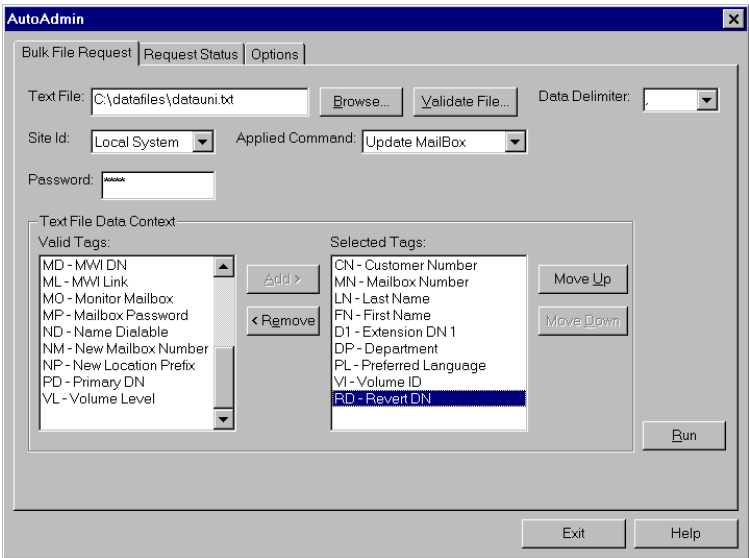 AutoAdmin
Bulk File Request Request Status Options
Text File: C:\datafiles\datauni.txt Browse... Validate File... Data Delimiter: ,
Site Id: Local System Applied Command: Update MailBox
Password: ****
Text File Data Context
Valid Tags: Selected Tags:
MD - MWI DN CN - Customer Number
ML - MWI Link MN - Mailbox Number
MO - Monitor Mailbox LN - Last Name
MP - Mailbox Password FN - First Name
ND - Name Dialable D1 - Extension DN 1
NM - New Mailbox Number DP - Department
NP - New Location Prefix PL - Preferred Language
PD - Primary DN VI - Volume ID
VL - Volume Level RD - Revert DN
Add > Move Up
< Remove Move Down
Run
Exit Help